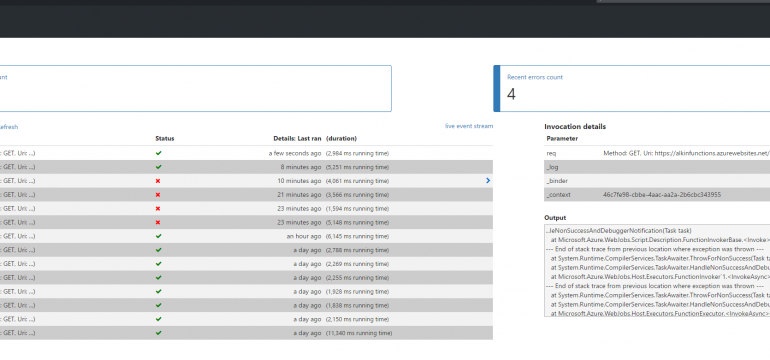 Recent errors count
4
live event stream
Status Details: Last ran (duration)
: GET, Uri: ...) a few seconds ago (2,984 ms running time)
: GET, Uri: ...) 8 minutes ago (5,251 ms running time)
: GET, Uri: ...) 10 minutes ago (4,061 ms running time)
: GET, Uri: ...) 21 minutes ago (3,566 ms running time)
: GET, Uri: ...) 23 minutes ago (1,594 ms running time)
: GET, Uri: ...) 23 minutes ago (5,148 ms running time)
: GET, Uri: ...) an hour ago (6,145 ms running time)
: GET, Uri: ...) a day ago (2,788 ms running time)
: GET, Uri: ...) a day ago (2,269 ms running time)
: GET, Uri: ...) a day ago (2,255 ms running time)
: GET, Uri: ...) a day ago (1,928 ms running time)
: GET, Uri: ...) a day ago (1,838 ms running time)
: GET, Uri: ...) a day ago (2,150 ms running time)
: GET, Uri: ...) a day ago (11,340 ms running time)
Invocation details
Parameter
req Method: GET, Uri: https://alkinfunctions.azurewebsites.net/
_log
_binder
_context 46c7fe98-cbbe-4aac-aa2a-2b6cbc343955
Output
...leNonSuccessAndDebuggerNotification(Task task)
at Microsoft.Azure.WebJobs.Script.Description.FunctionInvokerBase.<Invoke>
--- End of stack trace from previous location where exception was thrown ---
at System.Runtime.CompilerServices.TaskAwaiter.ThrowForNonSuccess(Task ta
at System.Runtime.CompilerServices.TaskAwaiter.HandleNonSuccessAndDebu
at Microsoft.Azure.WebJobs.Host.Executors.FunctionInvoker`1.<InvokeAsync>
--- End of stack trace from previous location where exception was thrown ---
at System.Runtime.CompilerServices.TaskAwaiter.ThrowForNonSuccess(Task ta
at System.Runtime.CompilerServices.TaskAwaiter.HandleNonSuccessAndDebu
at Microsoft.Azure.WebJobs.Host.Executors.FunctionExecutor.<InvokeAsync>